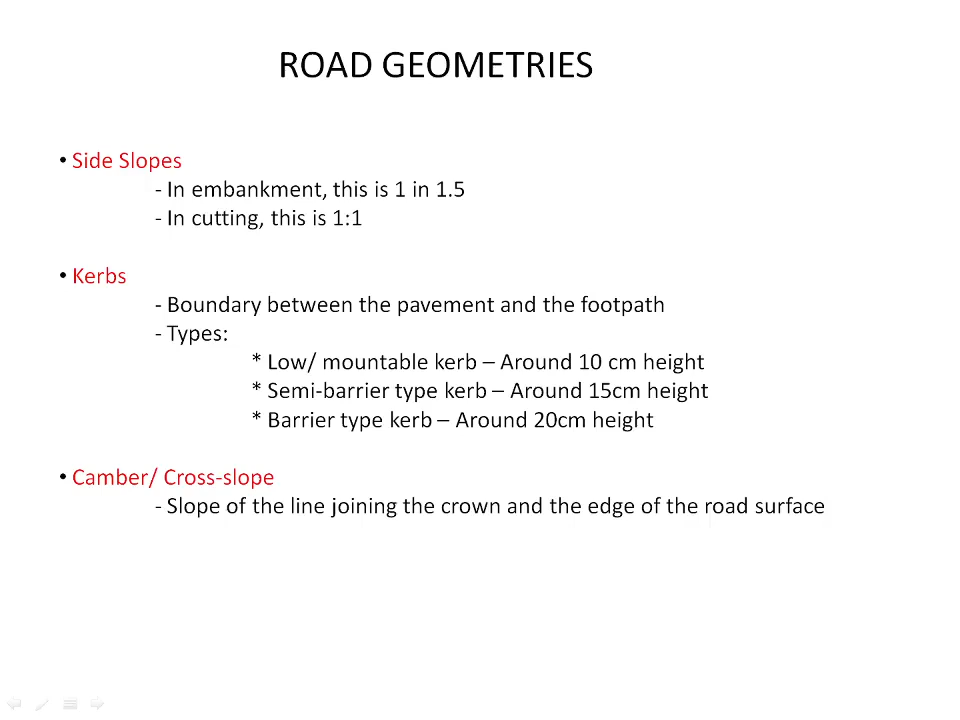 ROAD GEOMETRIES
• Side Slopes
- In embankment, this is 1 in 1.5
- In cutting, this is 1:1
• Kerbs
- Boundary between the pavement and the footpath
- Types:
* Low/ mountable kerb – Around 10 cm height
* Semi-barrier type kerb – Around 15cm height
* Barrier type kerb – Around 20cm height
• Camber/ Cross-slope
- Slope of the line joining the crown and the edge of the road surface